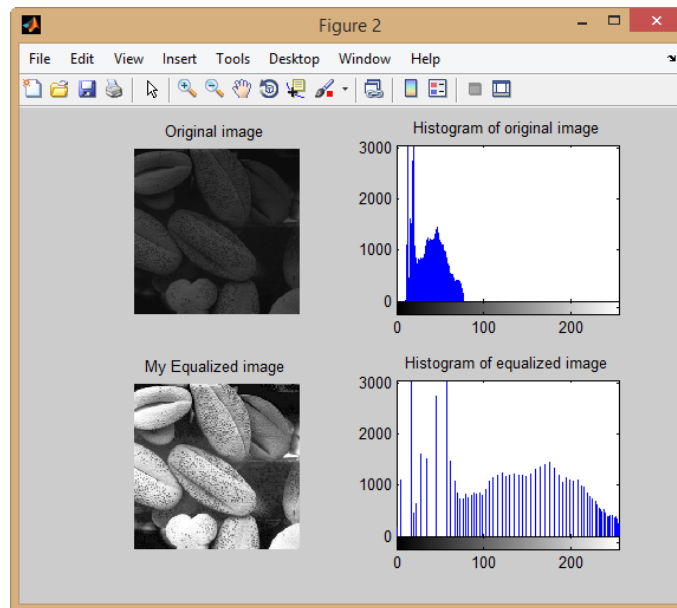 Figure 2
File Edit View Insert Tools Desktop Window Help
Original image
Histogram of original image
3000
2000
1000
0
0 100 200
My Equalized image
Histogram of equalized image
3000
2000
1000
0
0 100 200